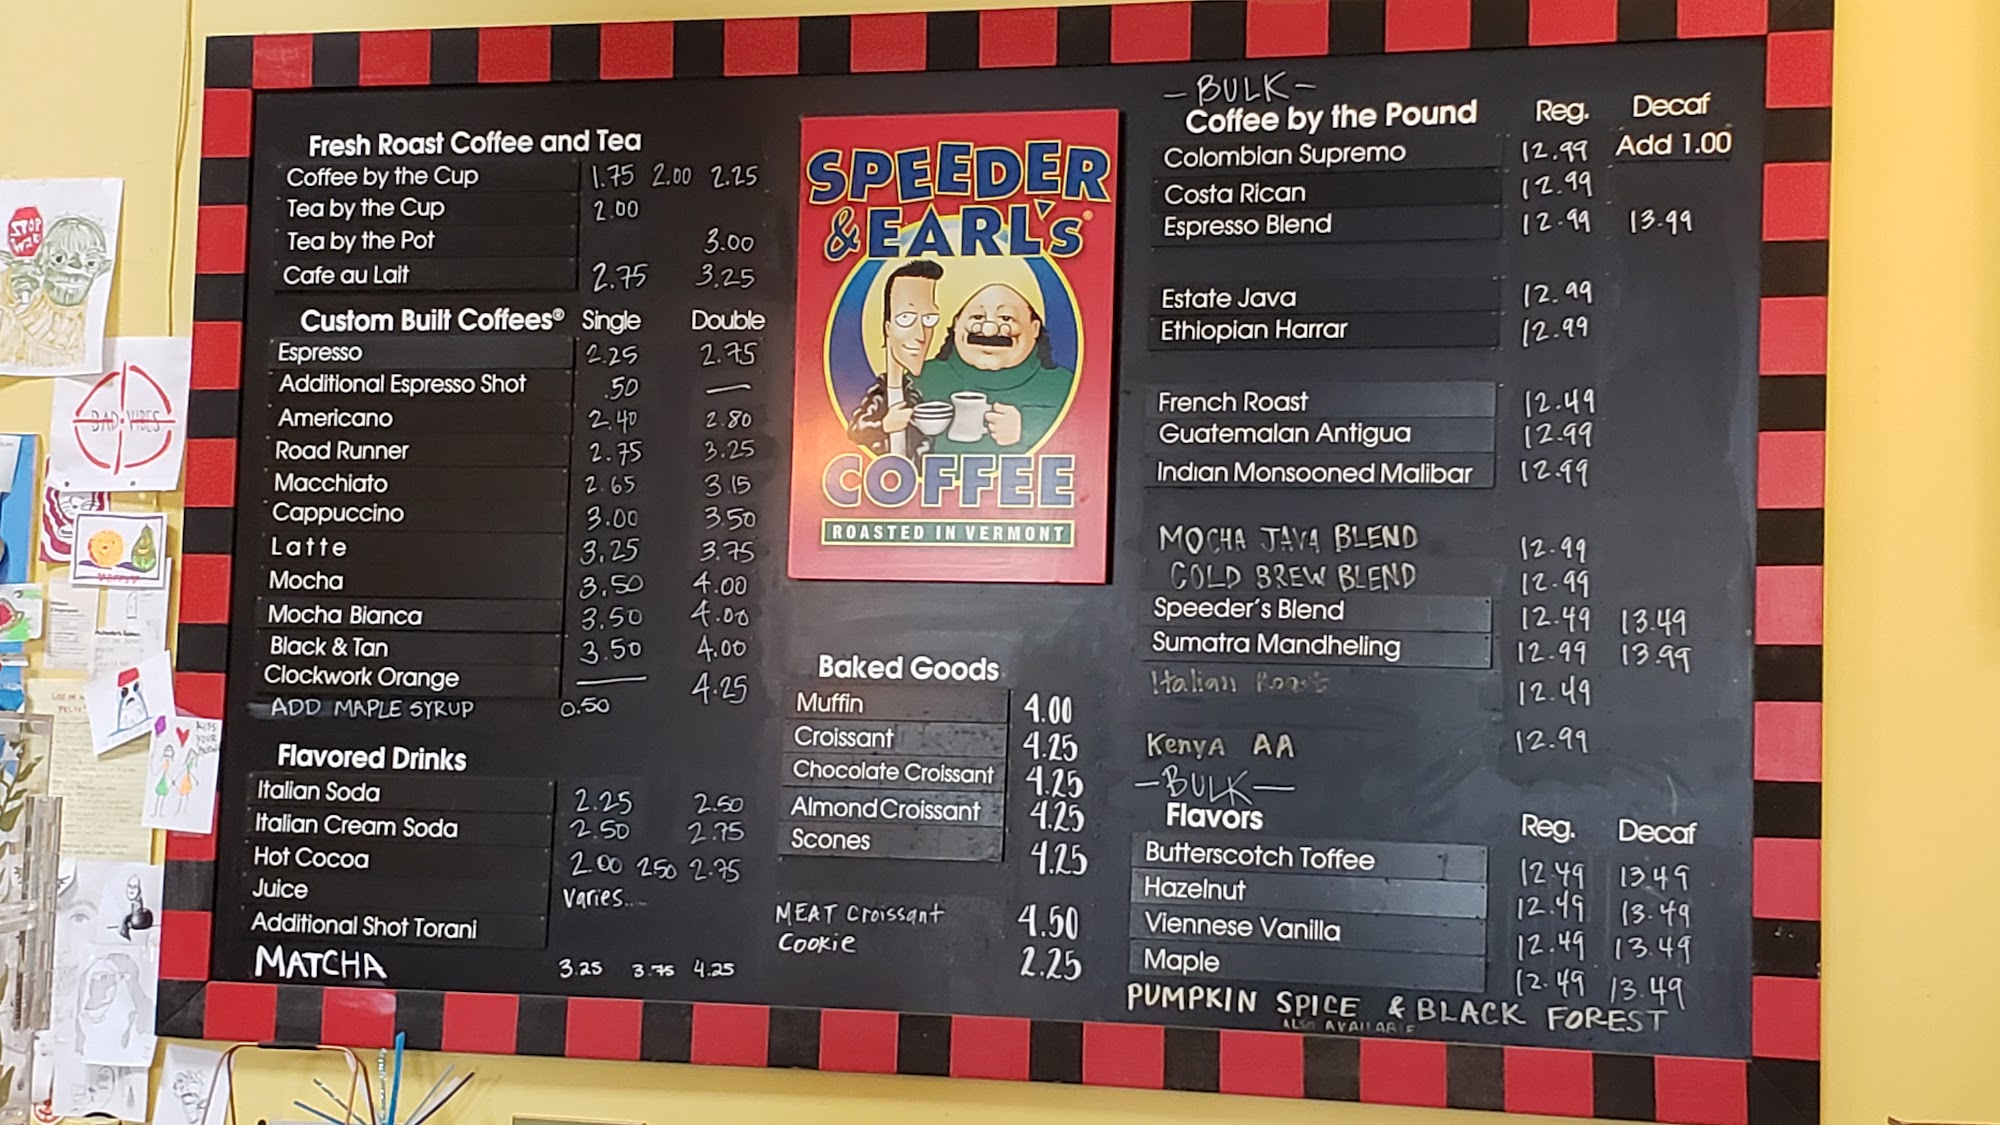 Fresh Roast Coffee and Tea
Coffee by the Cup 1.75 2.00 2.25
Tea by the Cup 2.00
Tea by the Pot 3.00
Cafe au Lait 2.75 3.25
Custom Built Coffees® Single Double
Espresso 2.25 2.75
Additional Espresso Shot .50 —
Americano 2.40 2.80
Road Runner 2.75 3.25
Macchiato 2.65 3.15
Cappuccino 3.00 3.50
Latte 3.25 3.75
Mocha 3.50 4.00
Mocha Bianca 3.50 4.00
Black & Tan 3.50 4.00
Clockwork Orange — 4.25
ADD MAPLE SYRUP 0.50
Flavored Drinks
Italian Soda 2.25 2.50
Italian Cream Soda 2.50 2.75
Hot Cocoa 2.00 2.50 2.75
Juice varies...
Additional Shot Torani
MATCHA 3.25 3.75 4.25
SPEEDER
& EARL's®
COFFEE
ROASTED IN VERMONT
Baked Goods
Muffin 4.00
Croissant 4.25
Chocolate Croissant 4.25
Almond Croissant 4.25
Scones 4.25
MEAT Croissant 4.50
Cookie 2.25
—BULK—
Coffee by the Pound Reg. Decaf
Colombian Supremo 12.99 Add 1.00
Costa Rican 12.99
Espresso Blend 12.99 13.99
Estate Java 12.99
Ethiopian Harrar 12.99
French Roast 12.49
Guatemalan Antigua 12.99
Indian Monsooned Malibar 12.99
MOCHA JAVA BLEND 12.99
COLD BREW BLEND 12.99
Speeder's Blend 12.49 13.49
Sumatra Mandheling 12.99 13.99
Italian Roast 12.49
Kenya AA 12.99
—BULK—
Flavors Reg. Decaf
Butterscotch Toffee 12.49 13.49
Hazelnut 12.49 13.49
Viennese Vanilla 12.49 13.49
Maple 12.49 13.49
PUMPKIN SPICE & BLACK FOREST
ALSO AVAILABLE
STOP
BAD VIBES
KISS
YOUR